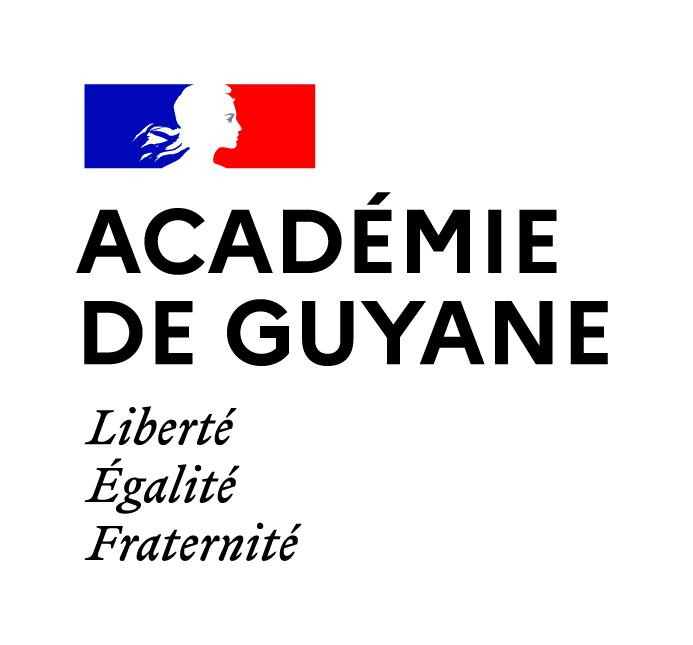 ACADÉMIE
DE GUYANE
Liberté
Égalité
Fraternité